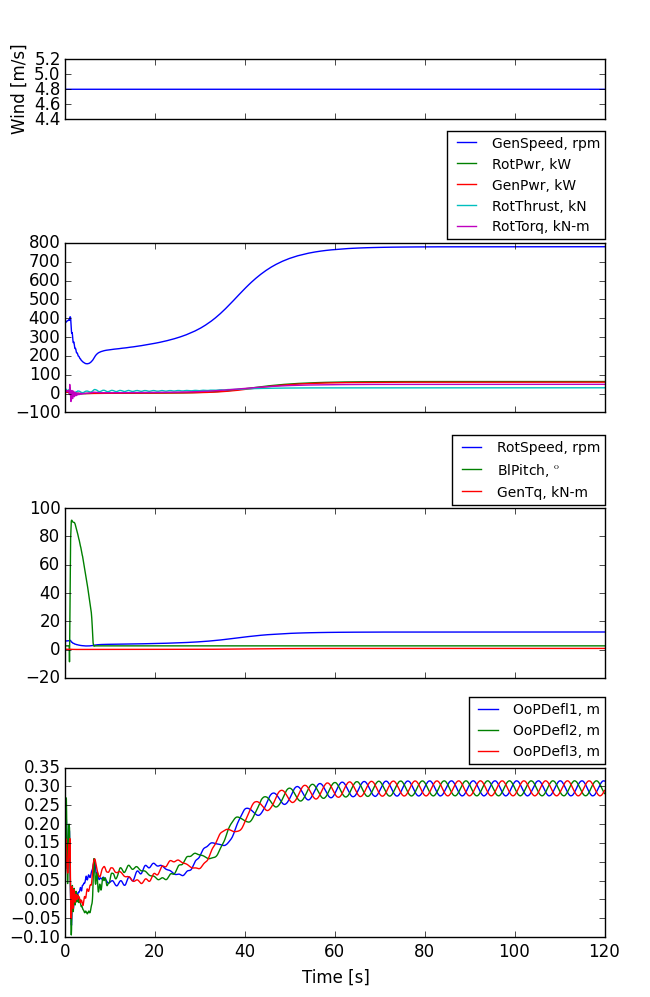 Wind [m/s]
5.2
5.0
4.8
4.6
4.4
GenSpeed, rpm
RotPwr, kW
GenPwr, kW
RotThrust, kN
RotTorq, kN-m
800
700
600
500
400
300
200
100
0
−100
RotSpeed, rpm
BlPitch, °
GenTq, kN-m
100
80
60
40
20
0
−20
OoPDefl1, m
OoPDefl2, m
OoPDefl3, m
0.35
0.30
0.25
0.20
0.15
0.10
0.05
0.00
−0.05
−0.10
0 20 40 60 80 100 120
Time [s]